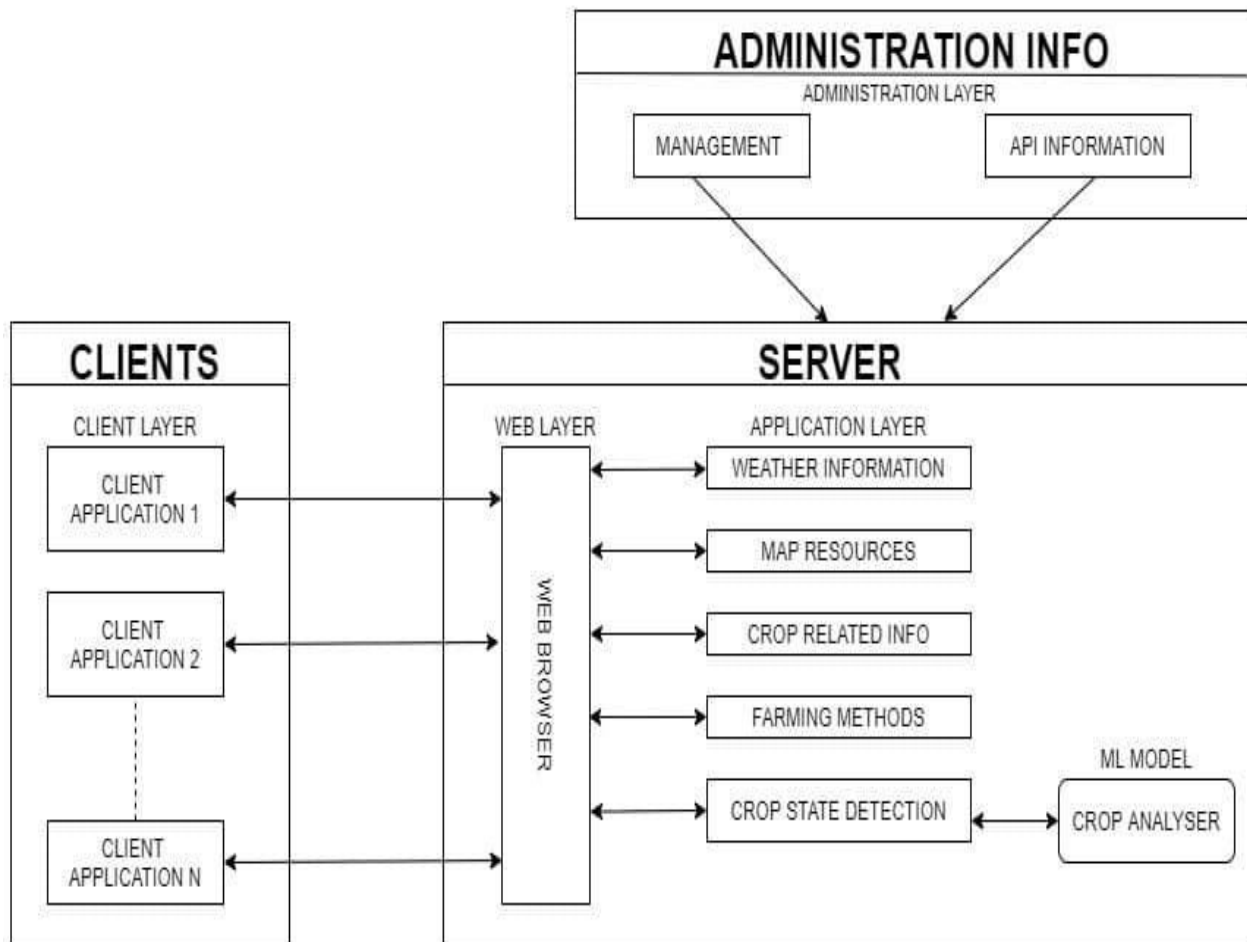 ADMINISTRATION INFO
ADMINISTRATION LAYER
MANAGEMENT
API INFORMATION
CLIENTS
CLIENT LAYER
CLIENT
APPLICATION 1
CLIENT
APPLICATION 2
CLIENT
APPLICATION N
SERVER
WEB LAYER
WEB BROWSER
APPLICATION LAYER
WEATHER INFORMATION
MAP RESOURCES
CROP RELATED INFO
FARMING METHODS
CROP STATE DETECTION
ML MODEL
CROP ANALYSER